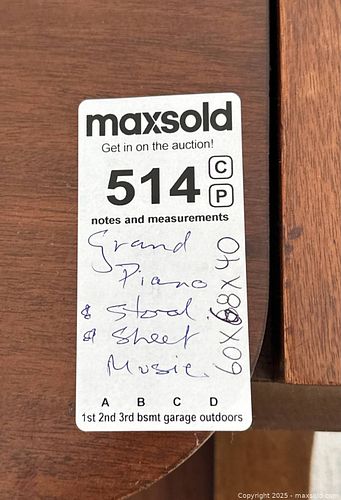 maxsold
Get in on the auction!
514
C
P
notes and measurements
Grand
Piano
& Stool
& Sheet
Music.
60X68X40
A B C D
1st 2nd 3rd bsmt garage outdoors
Copyright 2025 - maxsold.com